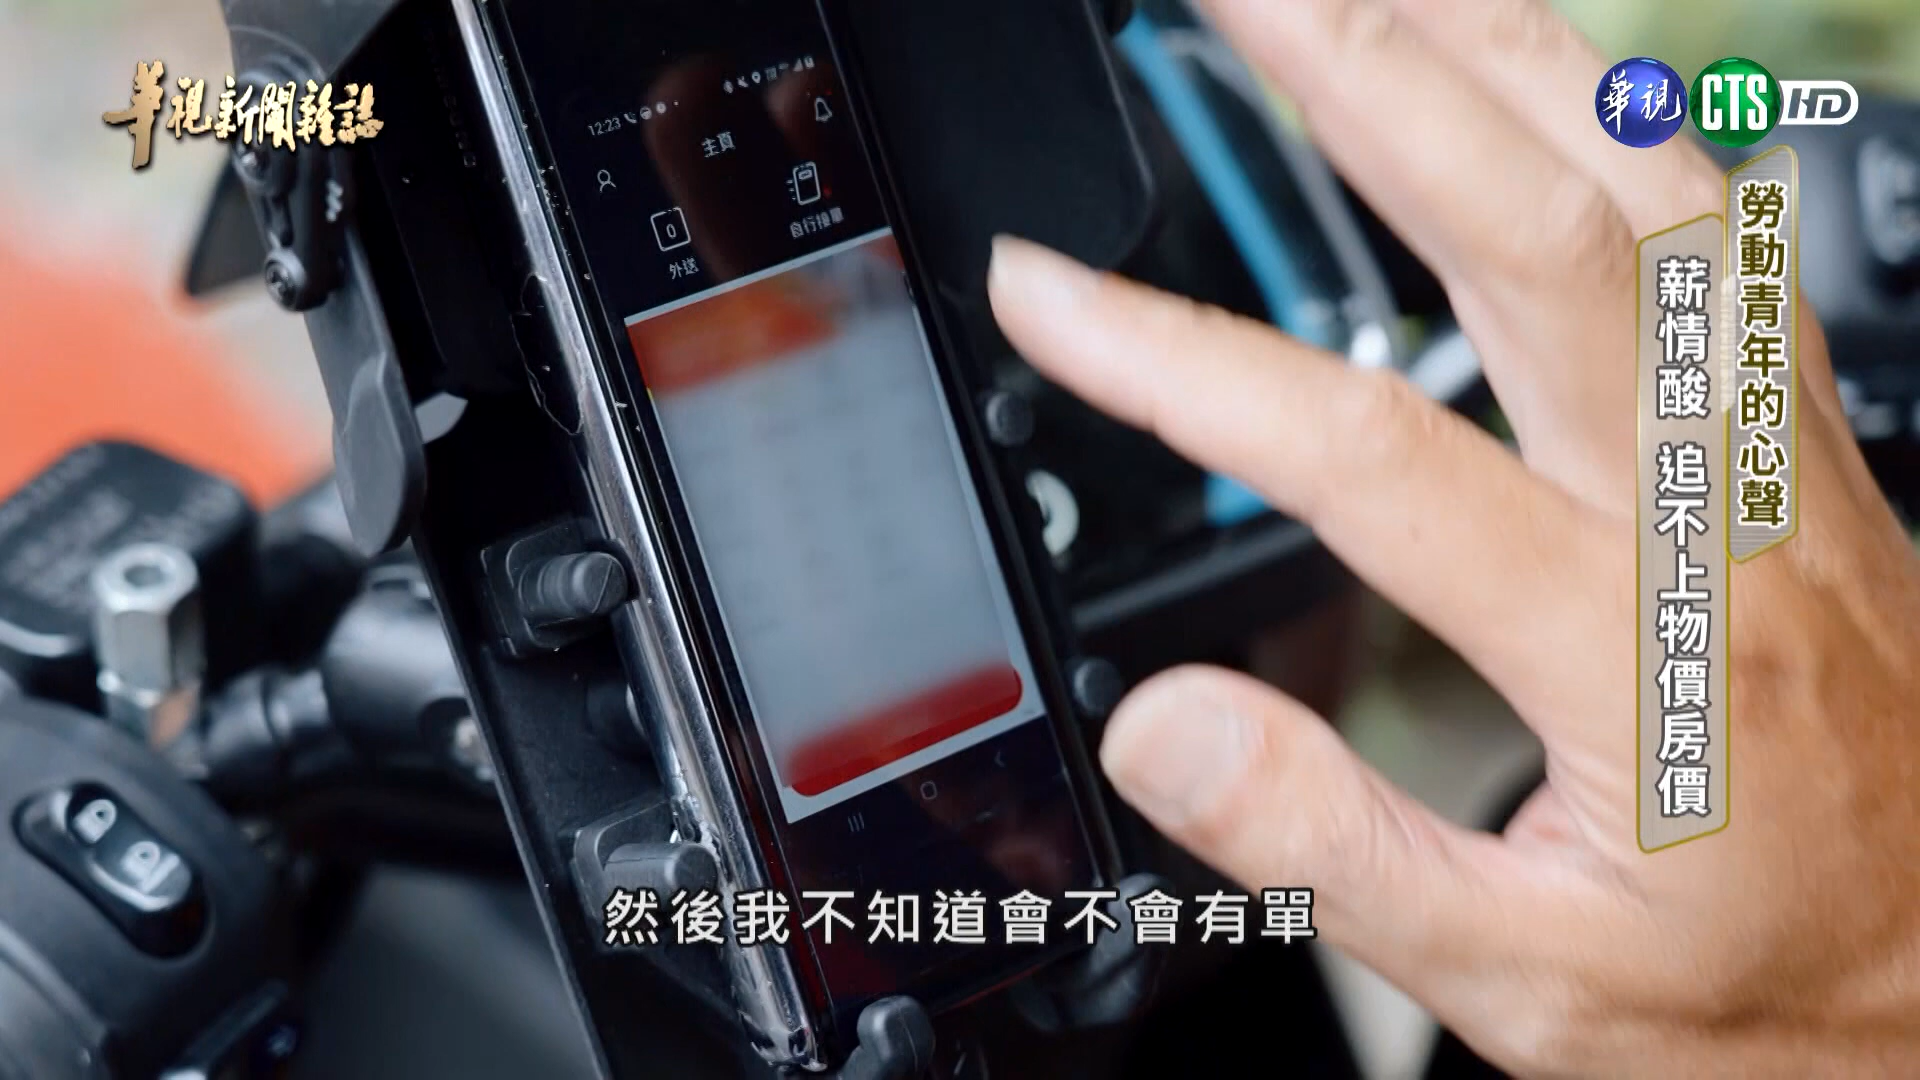 華視新聞雜誌
華視 CTS HD
勞動青年的心聲
薪情酸 追不上物價房價
12:23
主頁
0
外送
自行接單
然後我不知道會不會有單